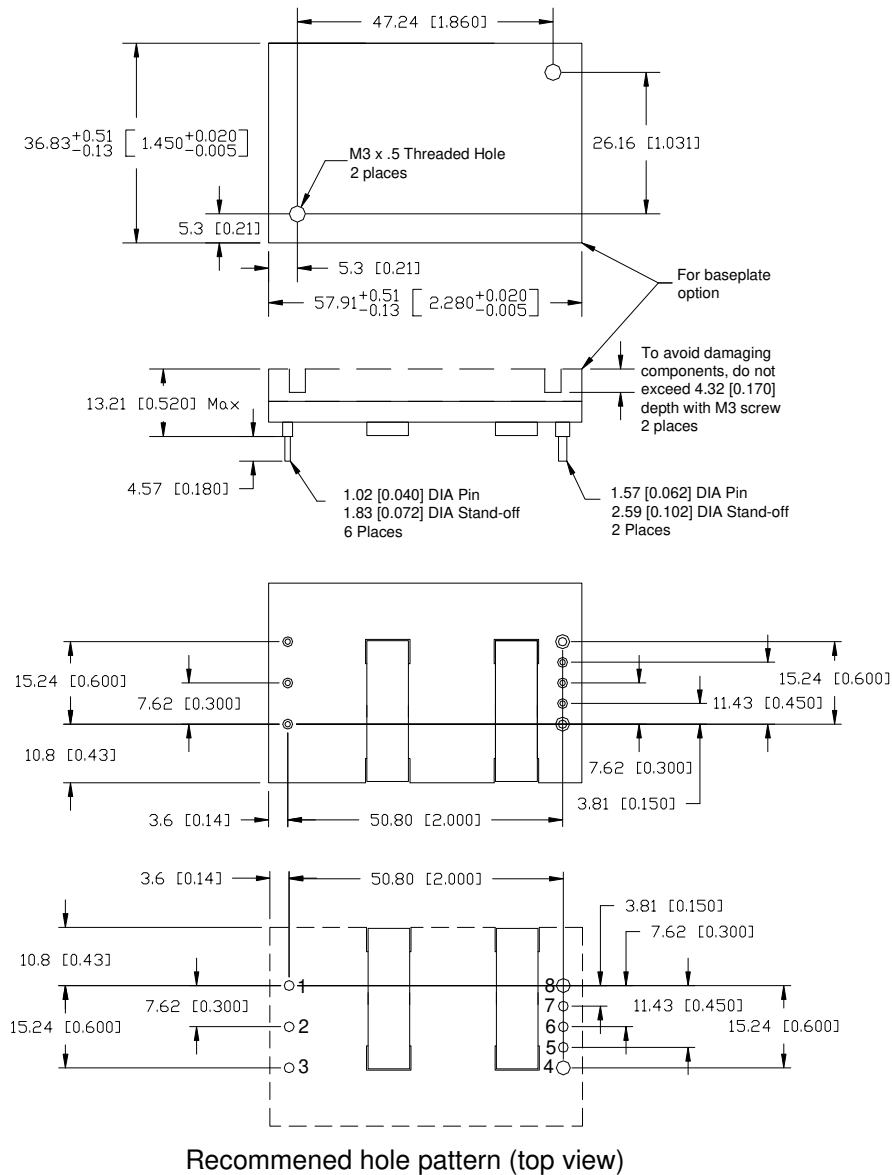 47.24 [1.860]
36.83+0.51 -0.13 [ 1.450+0.020 -0.005 ]
26.16 [1.031]
M3 x .5 Threaded Hole
2 places
5.3 [0.21]
5.3 [0.21]
57.91+0.51 -0.13 [ 2.280+0.020 -0.005 ]
For baseplate
option
13.21 [0.520] Max
To avoid damaging
components, do not
exceed 4.32 [0.170]
depth with M3 screw
2 places
4.57 [0.180]
1.02 [0.040] DIA Pin
1.83 [0.072] DIA Stand-off
6 Places
1.57 [0.062] DIA Pin
2.59 [0.102] DIA Stand-off
2 Places
15.24 [0.600]
7.62 [0.300]
10.8 [0.43]
15.24 [0.600]
11.43 [0.450]
7.62 [0.300]
3.81 [0.150]
3.6 [0.14]
50.80 [2.000]
3.6 [0.14]
50.80 [2.000]
3.81 [0.150]
7.62 [0.300]
10.8 [0.43]
7.62 [0.300]
15.24 [0.600]
1
2
3
8
7
6
5
4
11.43 [0.450]
15.24 [0.600]
Recommened hole pattern (top view)